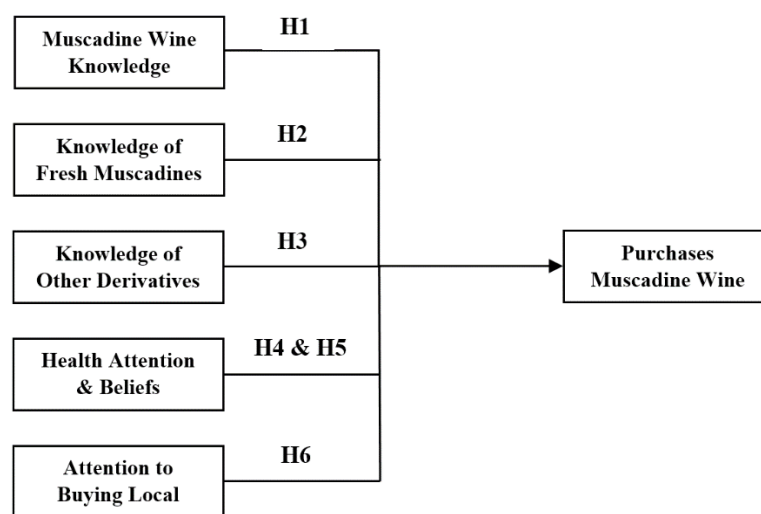 Muscadine Wine
Knowledge
H1
Knowledge of
Fresh Muscadines
H2
Knowledge of
Other Derivatives
H3
Purchases
Muscadine Wine
Health Attention
& Beliefs
H4 & H5
Attention to
Buying Local
H6